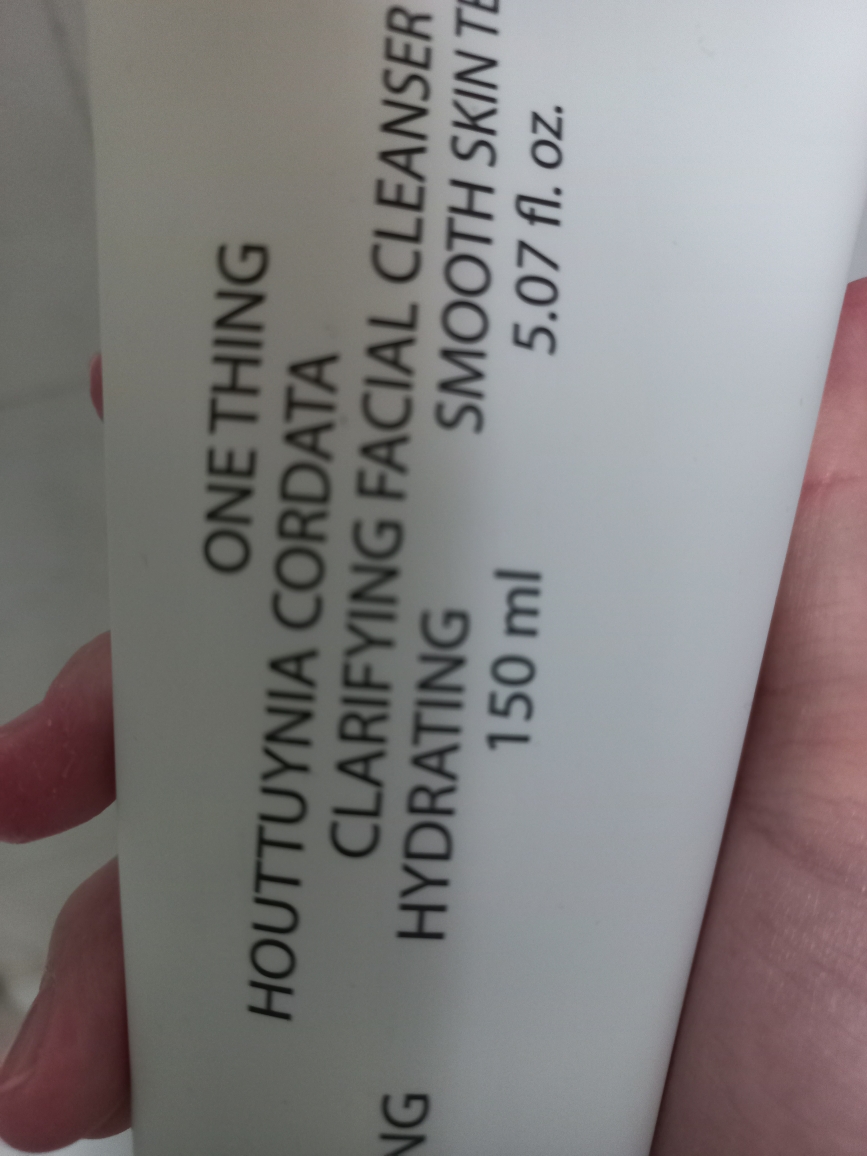 ONE THING
HOUTTUYNIA CORDATA
CLARIFYING FACIAL CLEANSER
HYDRATING SMOOTH SKIN
150 ml 5.07 fl. oz.